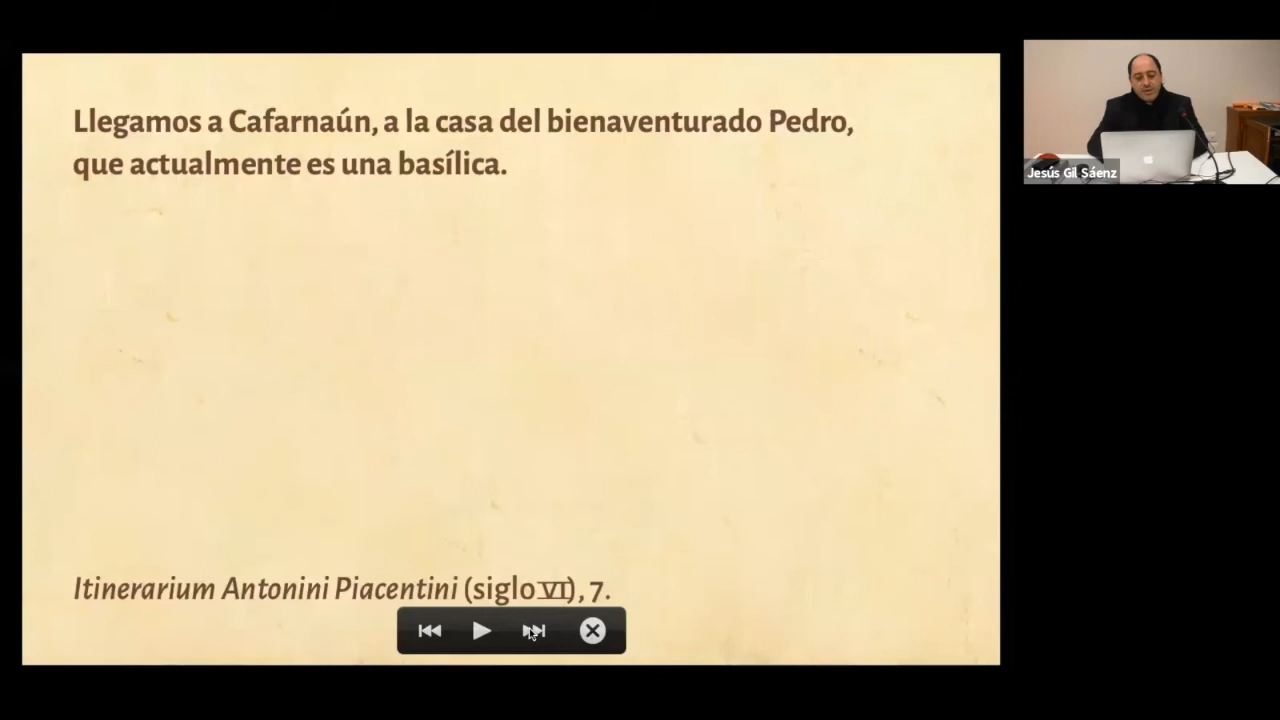 Llegamos a Cafarnaún, a la casa del bienaventurado Pedro,
que actualmente es una basílica.
Itinerarium Antonini Piacentini (siglo VI), 7.
Jesús Gil Sáenz